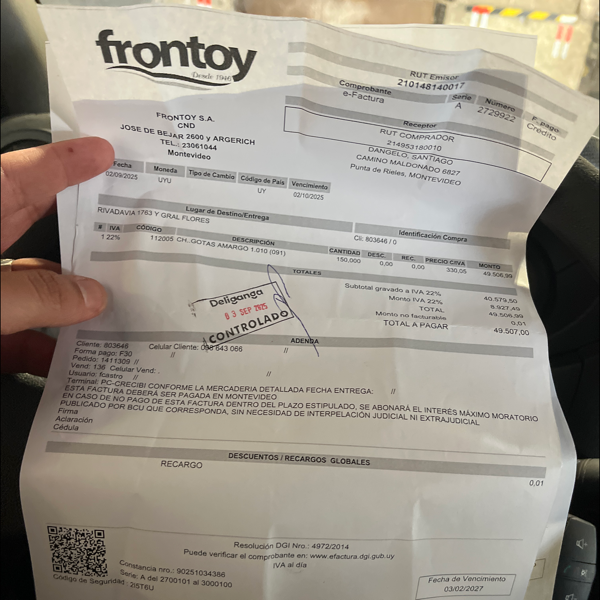 frontoy
Desde 1946
RUT Emisor
210148140017
Comprobante Serie Número F. pago
e-Factura A 2729922 Crédito
FRONTOY S.A.
CND
JOSE DE BEJAR 2600 y ARGERICH
TEL.: 23061044
Montevideo
Receptor
RUT COMPRADOR
214953180010
DANGELO, SANTIAGO
CAMINO MALDONADO 6827
Punta de Rieles, MONTEVIDEO
Fecha Moneda Tipo de Cambio Código de País Vencimiento
02/09/2025 UYU UY 02/10/2025
Lugar de Destino/Entrega Identificación Compra
RIVADAVIA 1783 Y GRAL FLORES Cli: 803646 / 0
# IVA CÓDIGO DESCRIPCIÓN CANTIDAD DESC. REC. PRECIO C/IVA MONTO
1 22% 112005 CH.-GOTAS AMARGO 1.010 (091) 150,000 0,00 0,00 330,05 49.506,99
TOTALES
Subtotal gravado a IVA 22% 40.579,50
Monto IVA 22% 8.927,49
TOTAL 49.506,99
Monto no facturable 0,01
TOTAL A PAGAR 49.507,00
Deliganga
03 SEP 2025
CONTROLADO
ADENDA
Cliente: 803646 Celular Cliente: 098 643 066 //
Forma pago: F30 //
Pedido: 1411309 //
Vend: 136 Celular Vend: . //
Usuario: fcastro //
Terminal: PC-CRECIBI CONFORME LA MERCADERIA DETALLADA FECHA ENTREGA: //
ESTA FACTURA DEBERÁ SER PAGADA EN MONTEVIDEO
EN CASO DE NO PAGO DE ESTA FACTURA DENTRO DEL PLAZO ESTIPULADO, SE ABONARÁ EL INTERÉS MÁXIMO MORATORIO
PUBLICADO POR BCU QUE CORRESPONDA, SIN NECESIDAD DE INTERPELACIÓN JUDICIAL NI EXTRAJUDICIAL
Firma
Aclaración
Cédula
DESCUENTOS / RECARGOS GLOBALES
RECARGO 0,01
Resolución DGI Nro.: 4972/2014
Puede verificar el comprobante en: www.efactura.dgi.gub.uy
IVA al día
Constancia nro.: 90251034386
Serie: A del 2700101 al 3000100
Código de Seguridad : 2I5T6U
Fecha de Vencimiento
03/02/2027